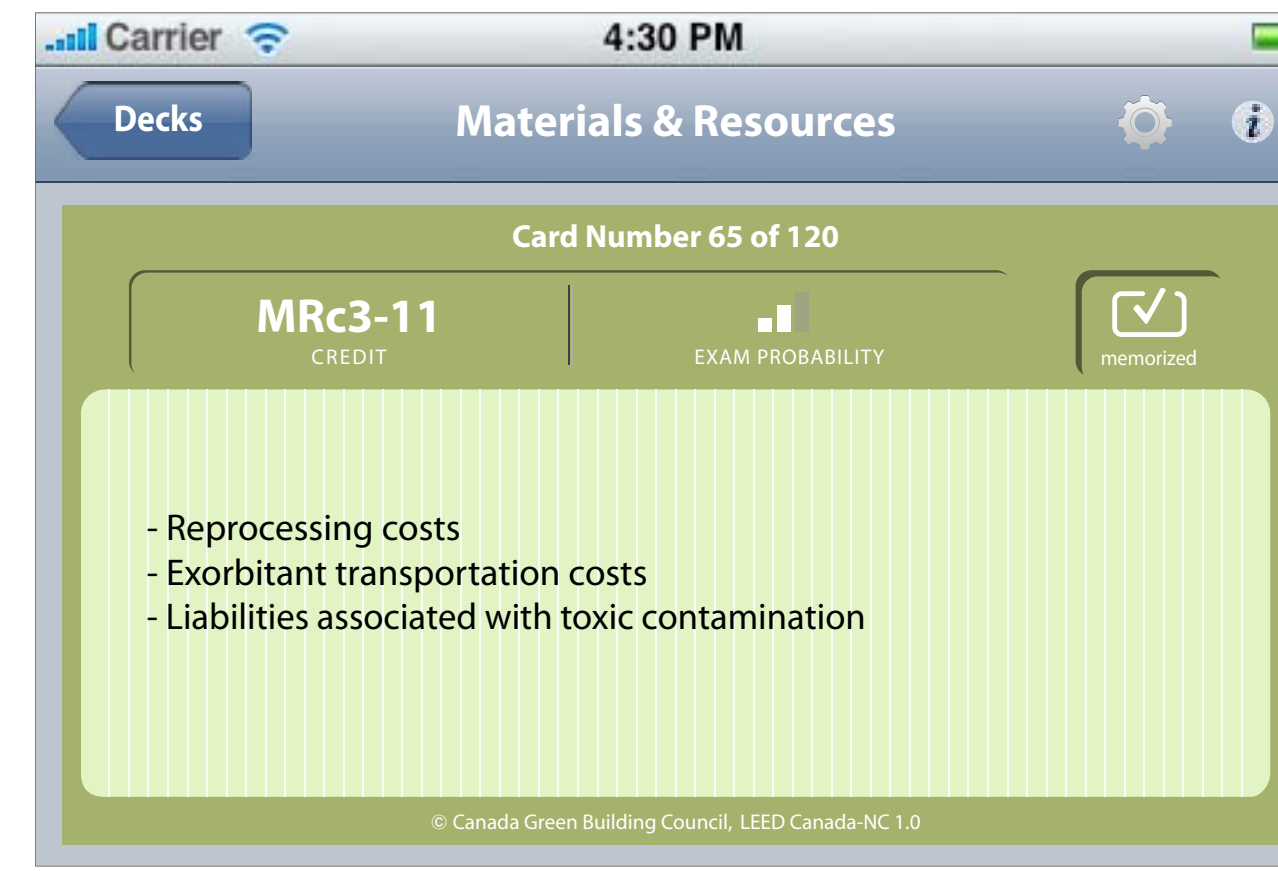 Carrier 4:30 PM
Decks Materials & Resources i
Card Number 65 of 120
MRc3-11
CREDIT EXAM PROBABILITY memorized
- Reprocessing costs
- Exorbitant transportation costs
- Liabilities associated with toxic contamination
© Canada Green Building Council, LEED Canada-NC 1.0